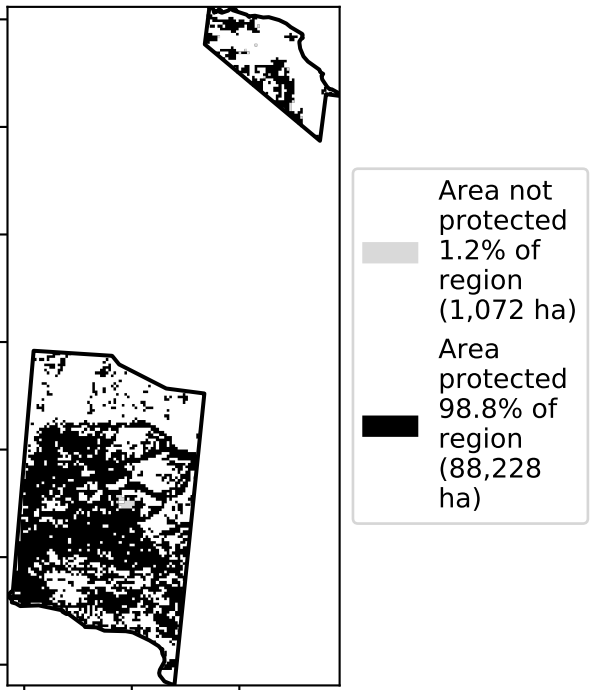 Area not
protected
1.2% of
region
(1,072 ha)
Area
protected
98.8% of
region
(88,228
ha)